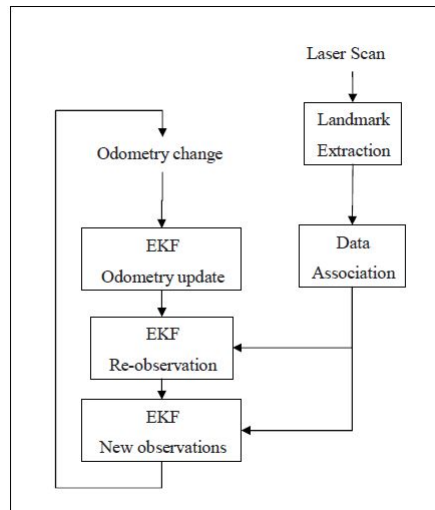 Laser Scan
Landmark
Extraction
Odometry change
EKF
Odometry update
Data
Association
EKF
Re-observation
EKF
New observations